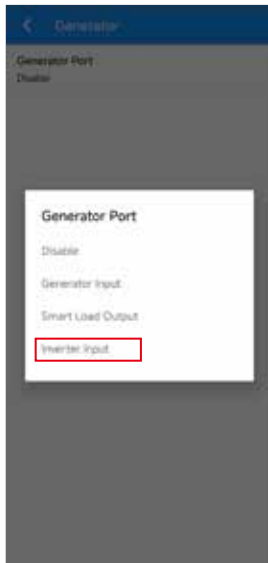 Generator
Generator Port
Disable
Generator Port
Disable
Generator Input
Smart Load Output
Inverter Input